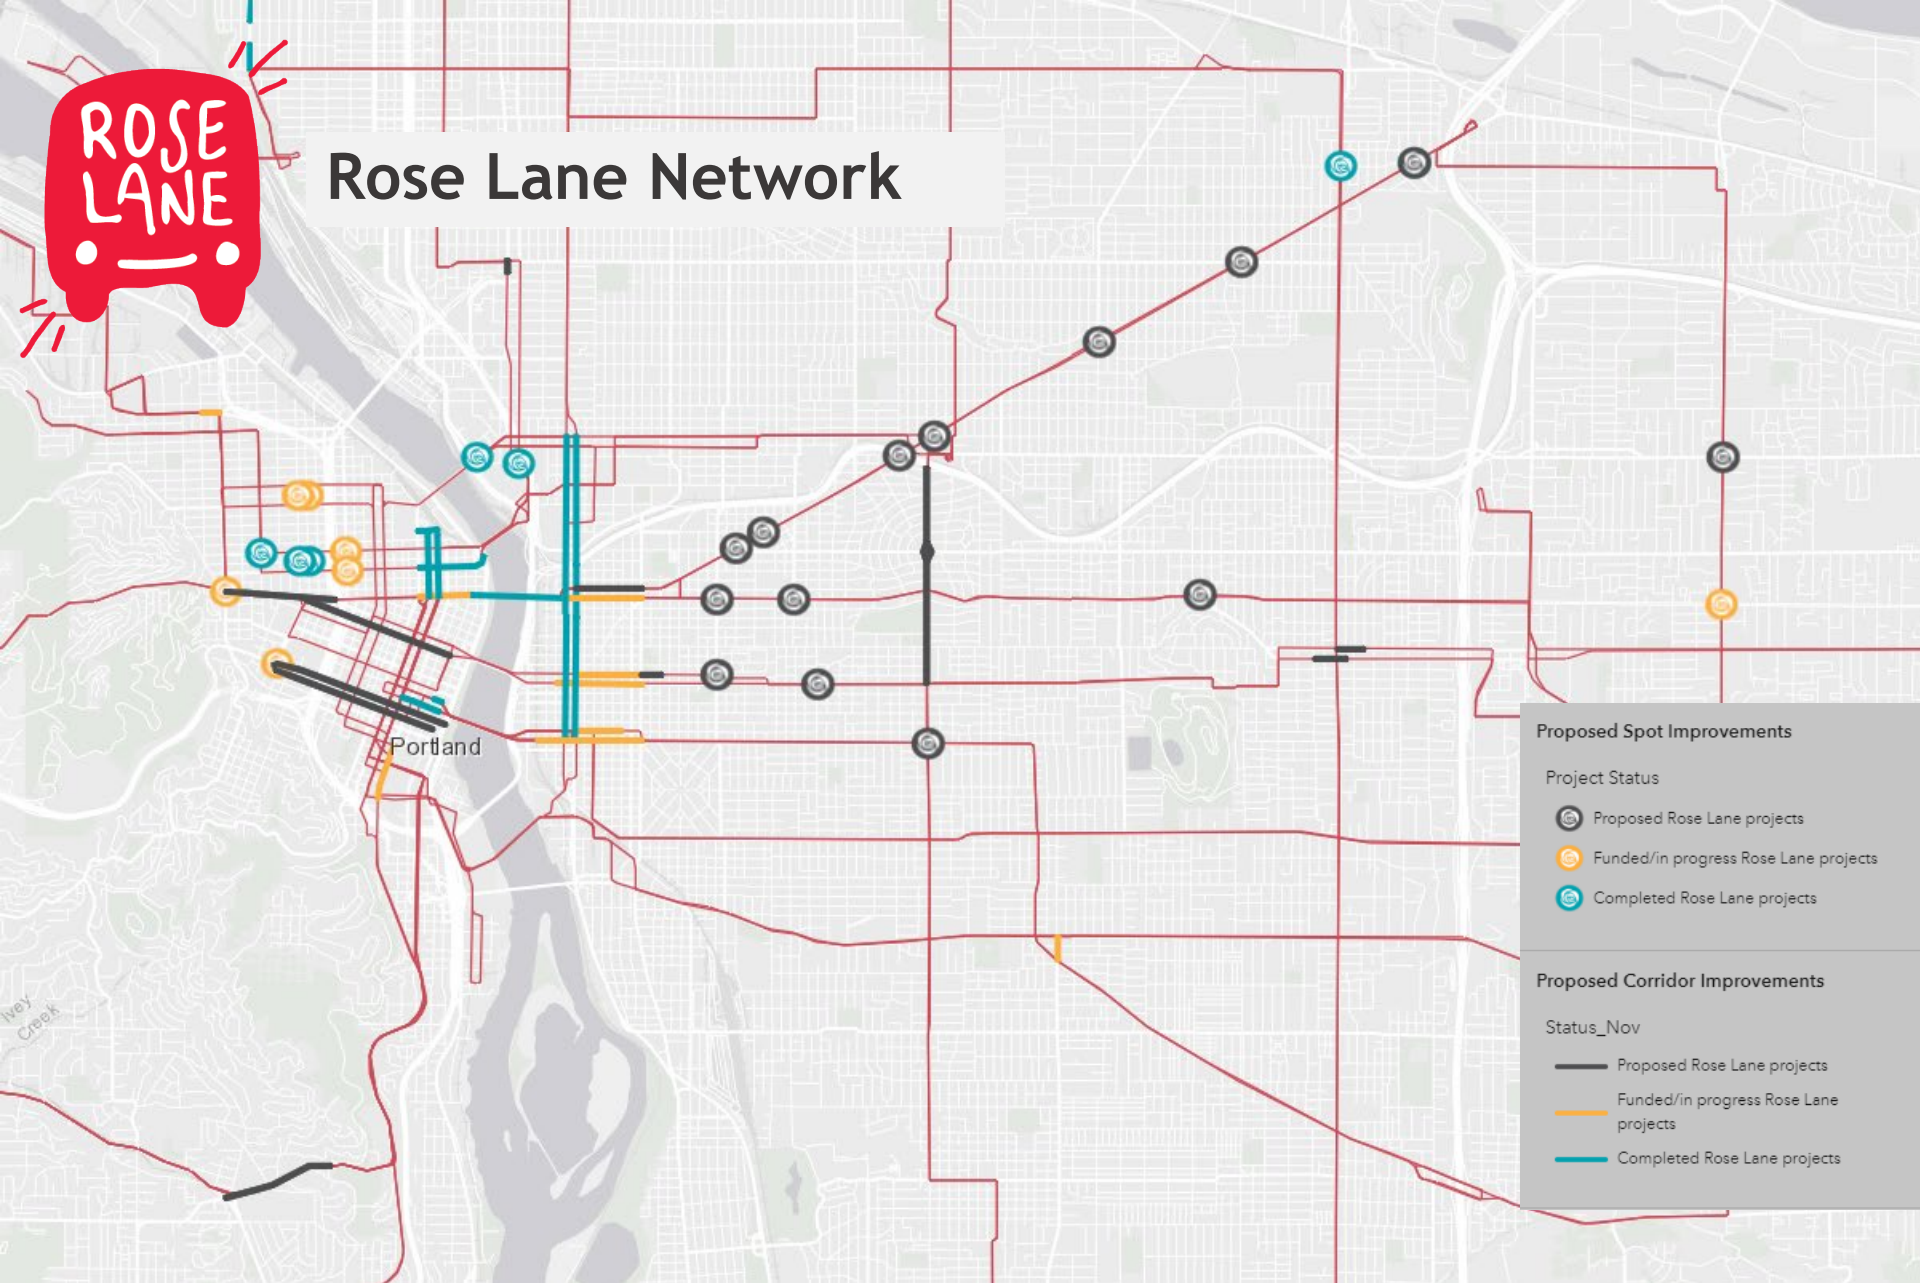 ROSE
LANE
Rose Lane Network
Portland
Ivey
Creek
Proposed Spot Improvements
Project Status
Proposed Rose Lane projects
Funded/in progress Rose Lane projects
Completed Rose Lane projects
Proposed Corridor Improvements
Status_Nov
Proposed Rose Lane projects
Funded/in progress Rose Lane
projects
Completed Rose Lane projects